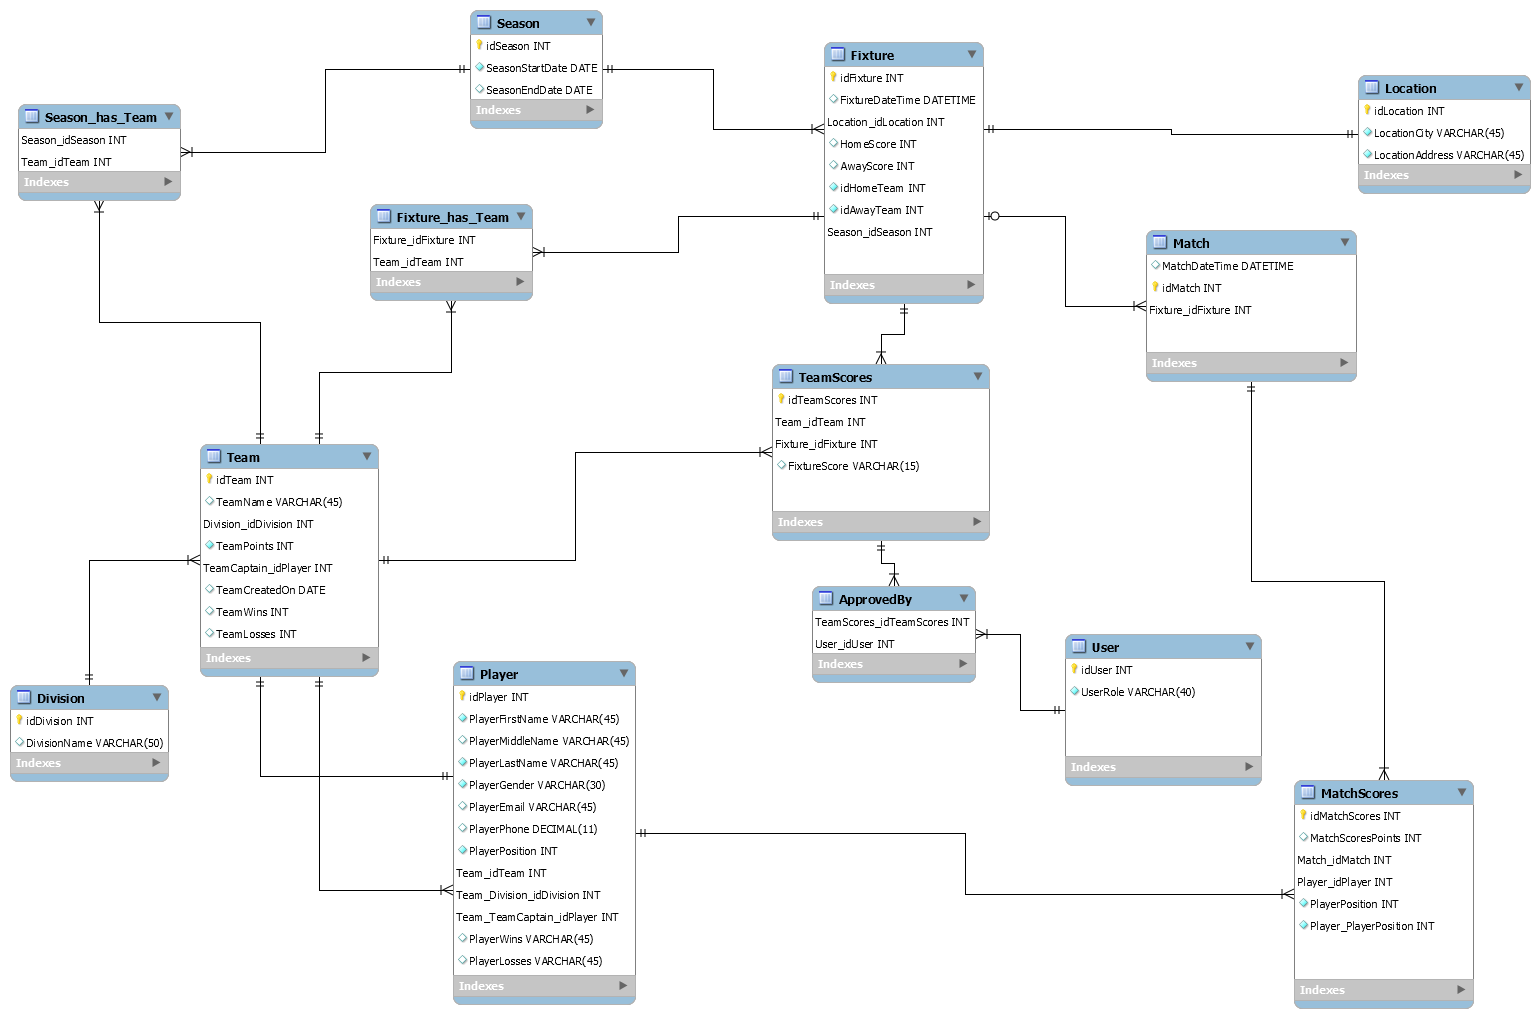 Season
idSeason INT
SeasonStartDate DATE
SeasonEndDate DATE
Indexes
Fixture
idFixture INT
FixtureDateTime DATETIME
Location_idLocation INT
HomeScore INT
AwayScore INT
idHomeTeam INT
idAwayTeam INT
Season_idSeason INT
Indexes
Location
idLocation INT
LocationCity VARCHAR(45)
LocationAddress VARCHAR(45)
Indexes
Season_has_Team
Season_idSeason INT
Team_idTeam INT
Indexes
Fixture_has_Team
Fixture_idFixture INT
Team_idTeam INT
Indexes
Match
MatchDateTime DATETIME
idMatch INT
Fixture_idFixture INT
Indexes
TeamScores
idTeamScores INT
Team_idTeam INT
Fixture_idFixture INT
FixtureScore VARCHAR(15)
Indexes
Team
idTeam INT
TeamName VARCHAR(45)
Division_idDivision INT
TeamPoints INT
TeamCaptain_idPlayer INT
TeamCreatedOn DATE
TeamWins INT
TeamLosses INT
Indexes
ApprovedBy
TeamScores_idTeamScores INT
User_idUser INT
Indexes
User
idUser INT
UserRole VARCHAR(40)
Indexes
Division
idDivision INT
DivisionName VARCHAR(50)
Indexes
Player
idPlayer INT
PlayerFirstName VARCHAR(45)
PlayerMiddleName VARCHAR(45)
PlayerLastName VARCHAR(45)
PlayerGender VARCHAR(30)
PlayerEmail VARCHAR(45)
PlayerPhone DECIMAL(11)
PlayerPosition INT
Team_idTeam INT
Team_Division_idDivision INT
Team_TeamCaptain_idPlayer INT
PlayerWins VARCHAR(45)
PlayerLosses VARCHAR(45)
Indexes
MatchScores
idMatchScores INT
MatchScoresPoints INT
Match_idMatch INT
Player_idPlayer INT
PlayerPosition INT
Player_PlayerPosition INT
Indexes